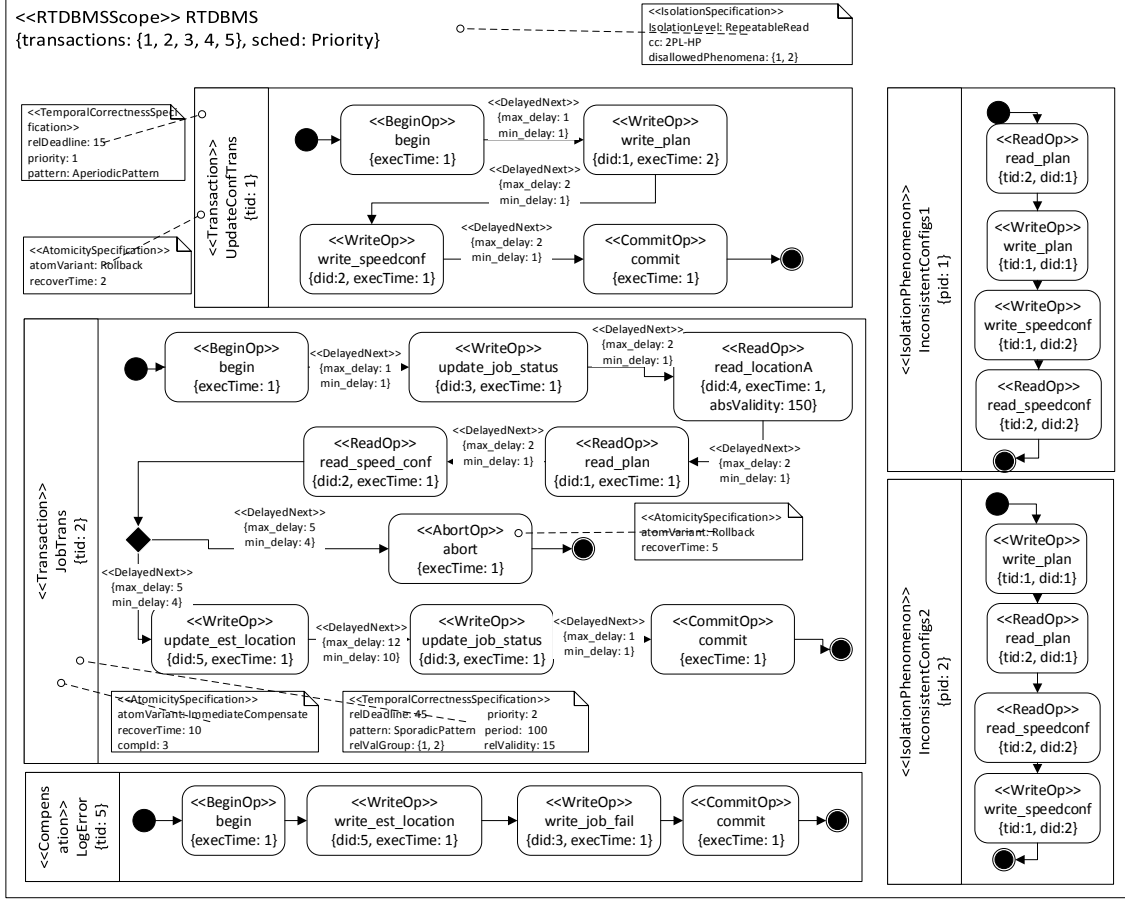 <<RTDBMSScope>> RTDBMS
{transactions: {1, 2, 3, 4, 5}, sched: Priority}
<<IsolationSpecification>>
IsolationLevel: RepeatableRead
cc: 2PL-HP
disallowedPhenomena: {1, 2}
<<TemporalCorrectnessSpeci
fication>>
relDeadline: 15
priority: 1
pattern: AperiodicPattern
<<AtomicitySpecification>>
atomVariant: Rollback
recoverTime: 2
<<Transaction>>
UpdateConfTrans
{tid: 1}
<<BeginOp>>
begin
{execTime: 1}
<<DelayedNext>>
{max_delay: 1
min_delay: 1}
<<WriteOp>>
write_plan
{did:1, execTime: 2}
<<DelayedNext>>
{max_delay: 2
min_delay: 1}
<<WriteOp>>
write_speedconf
{did:2, execTime: 1}
<<DelayedNext>>
{max_delay: 2
min_delay: 1}
<<CommitOp>>
commit
{execTime: 1}
<<Transaction>>
JobTrans
{tid: 2}
<<BeginOp>>
begin
{execTime: 1}
<<DelayedNext>>
{max_delay: 1
min_delay: 1}
<<WriteOp>>
update_job_status
{did:3, execTime: 1}
<<DelayedNext>>
{max_delay: 2
min_delay: 1}
<<ReadOp>>
read_locationA
{did:4, execTime: 1,
absValidity: 150}
<<DelayedNext>>
{max_delay: 2
min_delay: 1}
<<ReadOp>>
read_plan
{did:1, execTime: 1}
<<DelayedNext>>
{max_delay: 2
min_delay: 1}
<<ReadOp>>
read_speed_conf
{did:2, execTime: 1}
<<DelayedNext>>
{max_delay: 5
min_delay: 4}
<<AbortOp>>
abort
{execTime: 1}
<<AtomicitySpecification>>
atomVariant: Rollback
recoverTime: 5
<<DelayedNext>>
{max_delay: 5
min_delay: 4}
<<WriteOp>>
update_est_location
{did:5, execTime: 1}
<<DelayedNext>>
{max_delay: 12
min_delay: 10}
<<WriteOp>>
update_job_status
{did:3, execTime: 1}
<<DelayedNext>>
{max_delay: 1
min_delay: 1}
<<CommitOp>>
commit
{execTime: 1}
<<AtomicitySpecification>>
atomVariant: ImmediateCompensate
recoverTime: 10
compId: 3
<<TemporalCorrectnessSpecification>>
relDeadline: 45 priority: 2
pattern: SporadicPattern period: 100
relValGroup: {1, 2} relValidity: 15
<<Compens
ation>>
LogError
{tid: 5}
<<BeginOp>>
begin
{execTime: 1}
<<WriteOp>>
write_est_location
{did:5, execTime: 1}
<<WriteOp>>
write_job_fail
{did:3, execTime: 1}
<<CommitOp>>
commit
{execTime: 1}
<<IsolationPhenomenon>>
InconsistentConfigs1
{pid: 1}
<<ReadOp>>
read_plan
{tid:2, did:1}
<<WriteOp>>
write_plan
{tid:1, did:1}
<<WriteOp>>
write_speedconf
{tid:1, did:2}
<<ReadOp>>
read_speedconf
{tid:2, did:2}
<<IsolationPhenomenon>>
InconsistentConfigs2
{pid: 2}
<<WriteOp>>
write_plan
{tid:1, did:1}
<<ReadOp>>
read_plan
{tid:2, did:1}
<<ReadOp>>
read_speedconf
{tid:2, did:2}
<<WriteOp>>
write_speedconf
{tid:1, did:2}